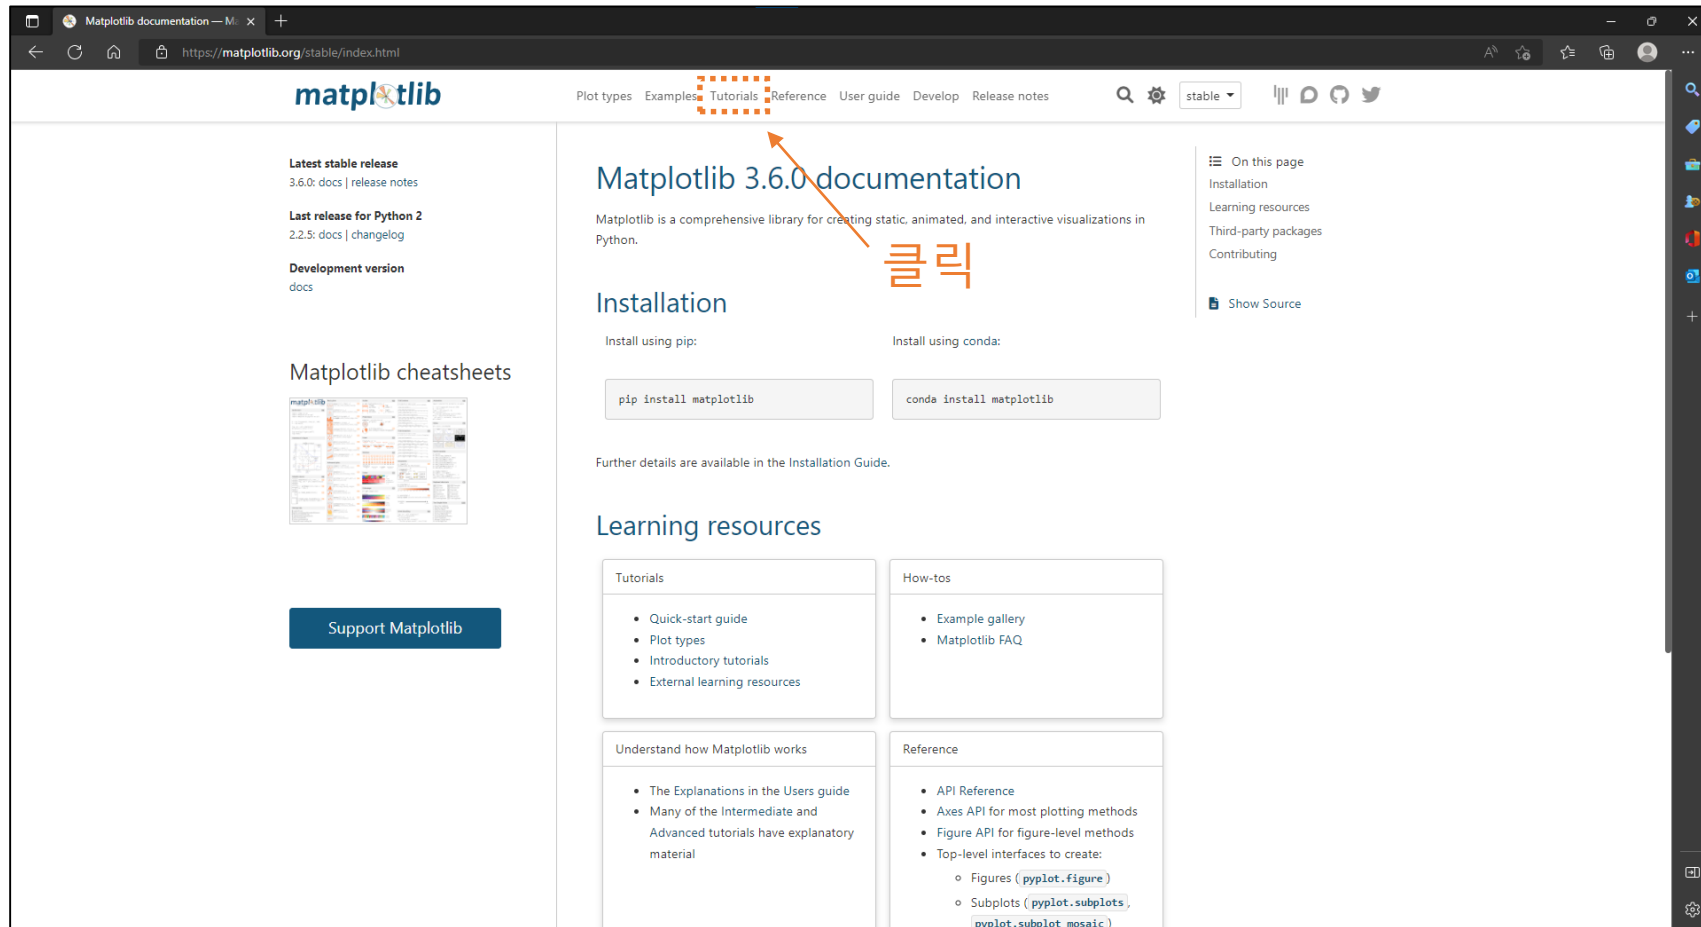 Matplotlib documentation — M
https://matplotlib.org/stable/index.html
matplotlib
Plot types Examples Tutorials Reference User guide Develop Release notes
stable
Latest stable release
3.6.0: docs | release notes
Last release for Python 2
2.2.5: docs | changelog
Development version
docs
Matplotlib cheatsheets
matplotlib
Support Matplotlib
Matplotlib 3.6.0 documentation
Matplotlib is a comprehensive library for creating static, animated, and interactive visualizations in
Python.
클릭
Installation
Install using pip:
pip install matplotlib
Install using conda:
conda install matplotlib
Further details are available in the Installation Guide.
Learning resources
Tutorials
• Quick-start guide
• Plot types
• Introductory tutorials
• External learning resources
How-tos
• Example gallery
• Matplotlib FAQ
Understand how Matplotlib works
• The Explanations in the Users guide
• Many of the Intermediate and
Advanced tutorials have explanatory
material
Reference
• API Reference
• Axes API for most plotting methods
• Figure API for figure-level methods
• Top-level interfaces to create:
◦ Figures (pyplot.figure)
◦ Subplots (pyplot.subplots,
pyplot.subplot_mosaic)
On this page
Installation
Learning resources
Third-party packages
Contributing
Show Source